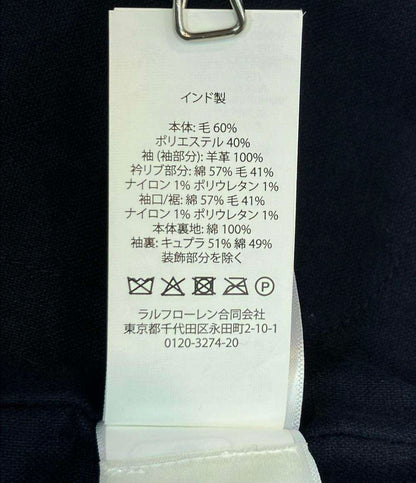 インド製
本体: 毛 60%
ポリエステル 40%
袖 (袖部分): 羊革 100%
衿リブ部分: 綿 57% 毛 41%
ナイロン 1% ポリウレタン 1%
袖口/裾: 綿 57% 毛 41%
ナイロン 1% ポリウレタン 1%
本体裏地: 綿 100%
袖裏: キュプラ 51% 綿 49%
装飾部分を除く
P
ラルフローレン合同会社
東京都千代田区永田町2-10-1
0120-3274-20